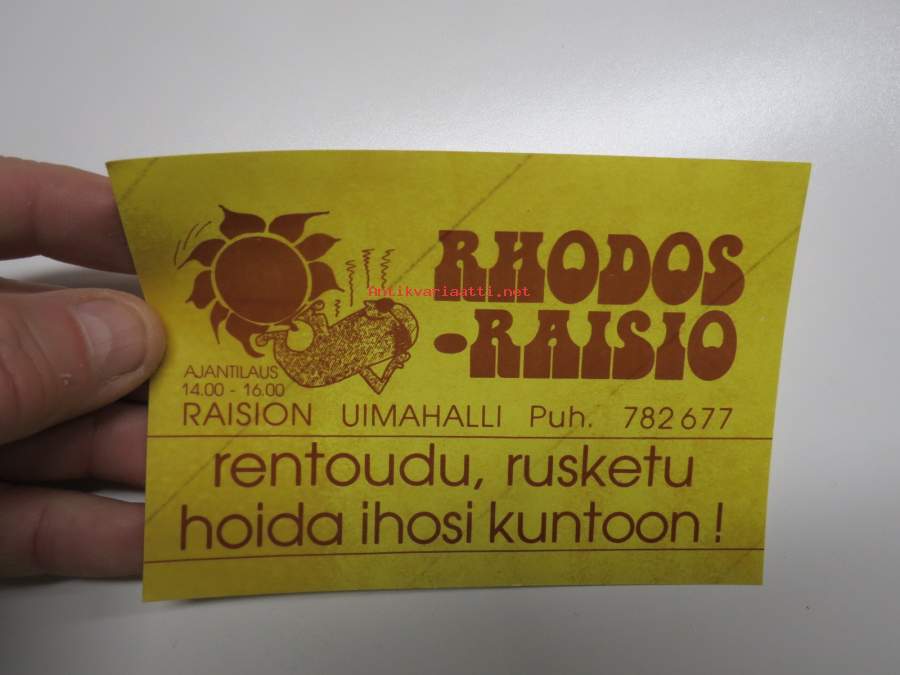 RHODOS
-RAISIO
Antikvariaatti.net
AJANTILAUS
14.00 - 16.00
RAISION UIMAHALLI Puh. 782677
rentoudu, rusketu
hoida ihosi kuntoon!